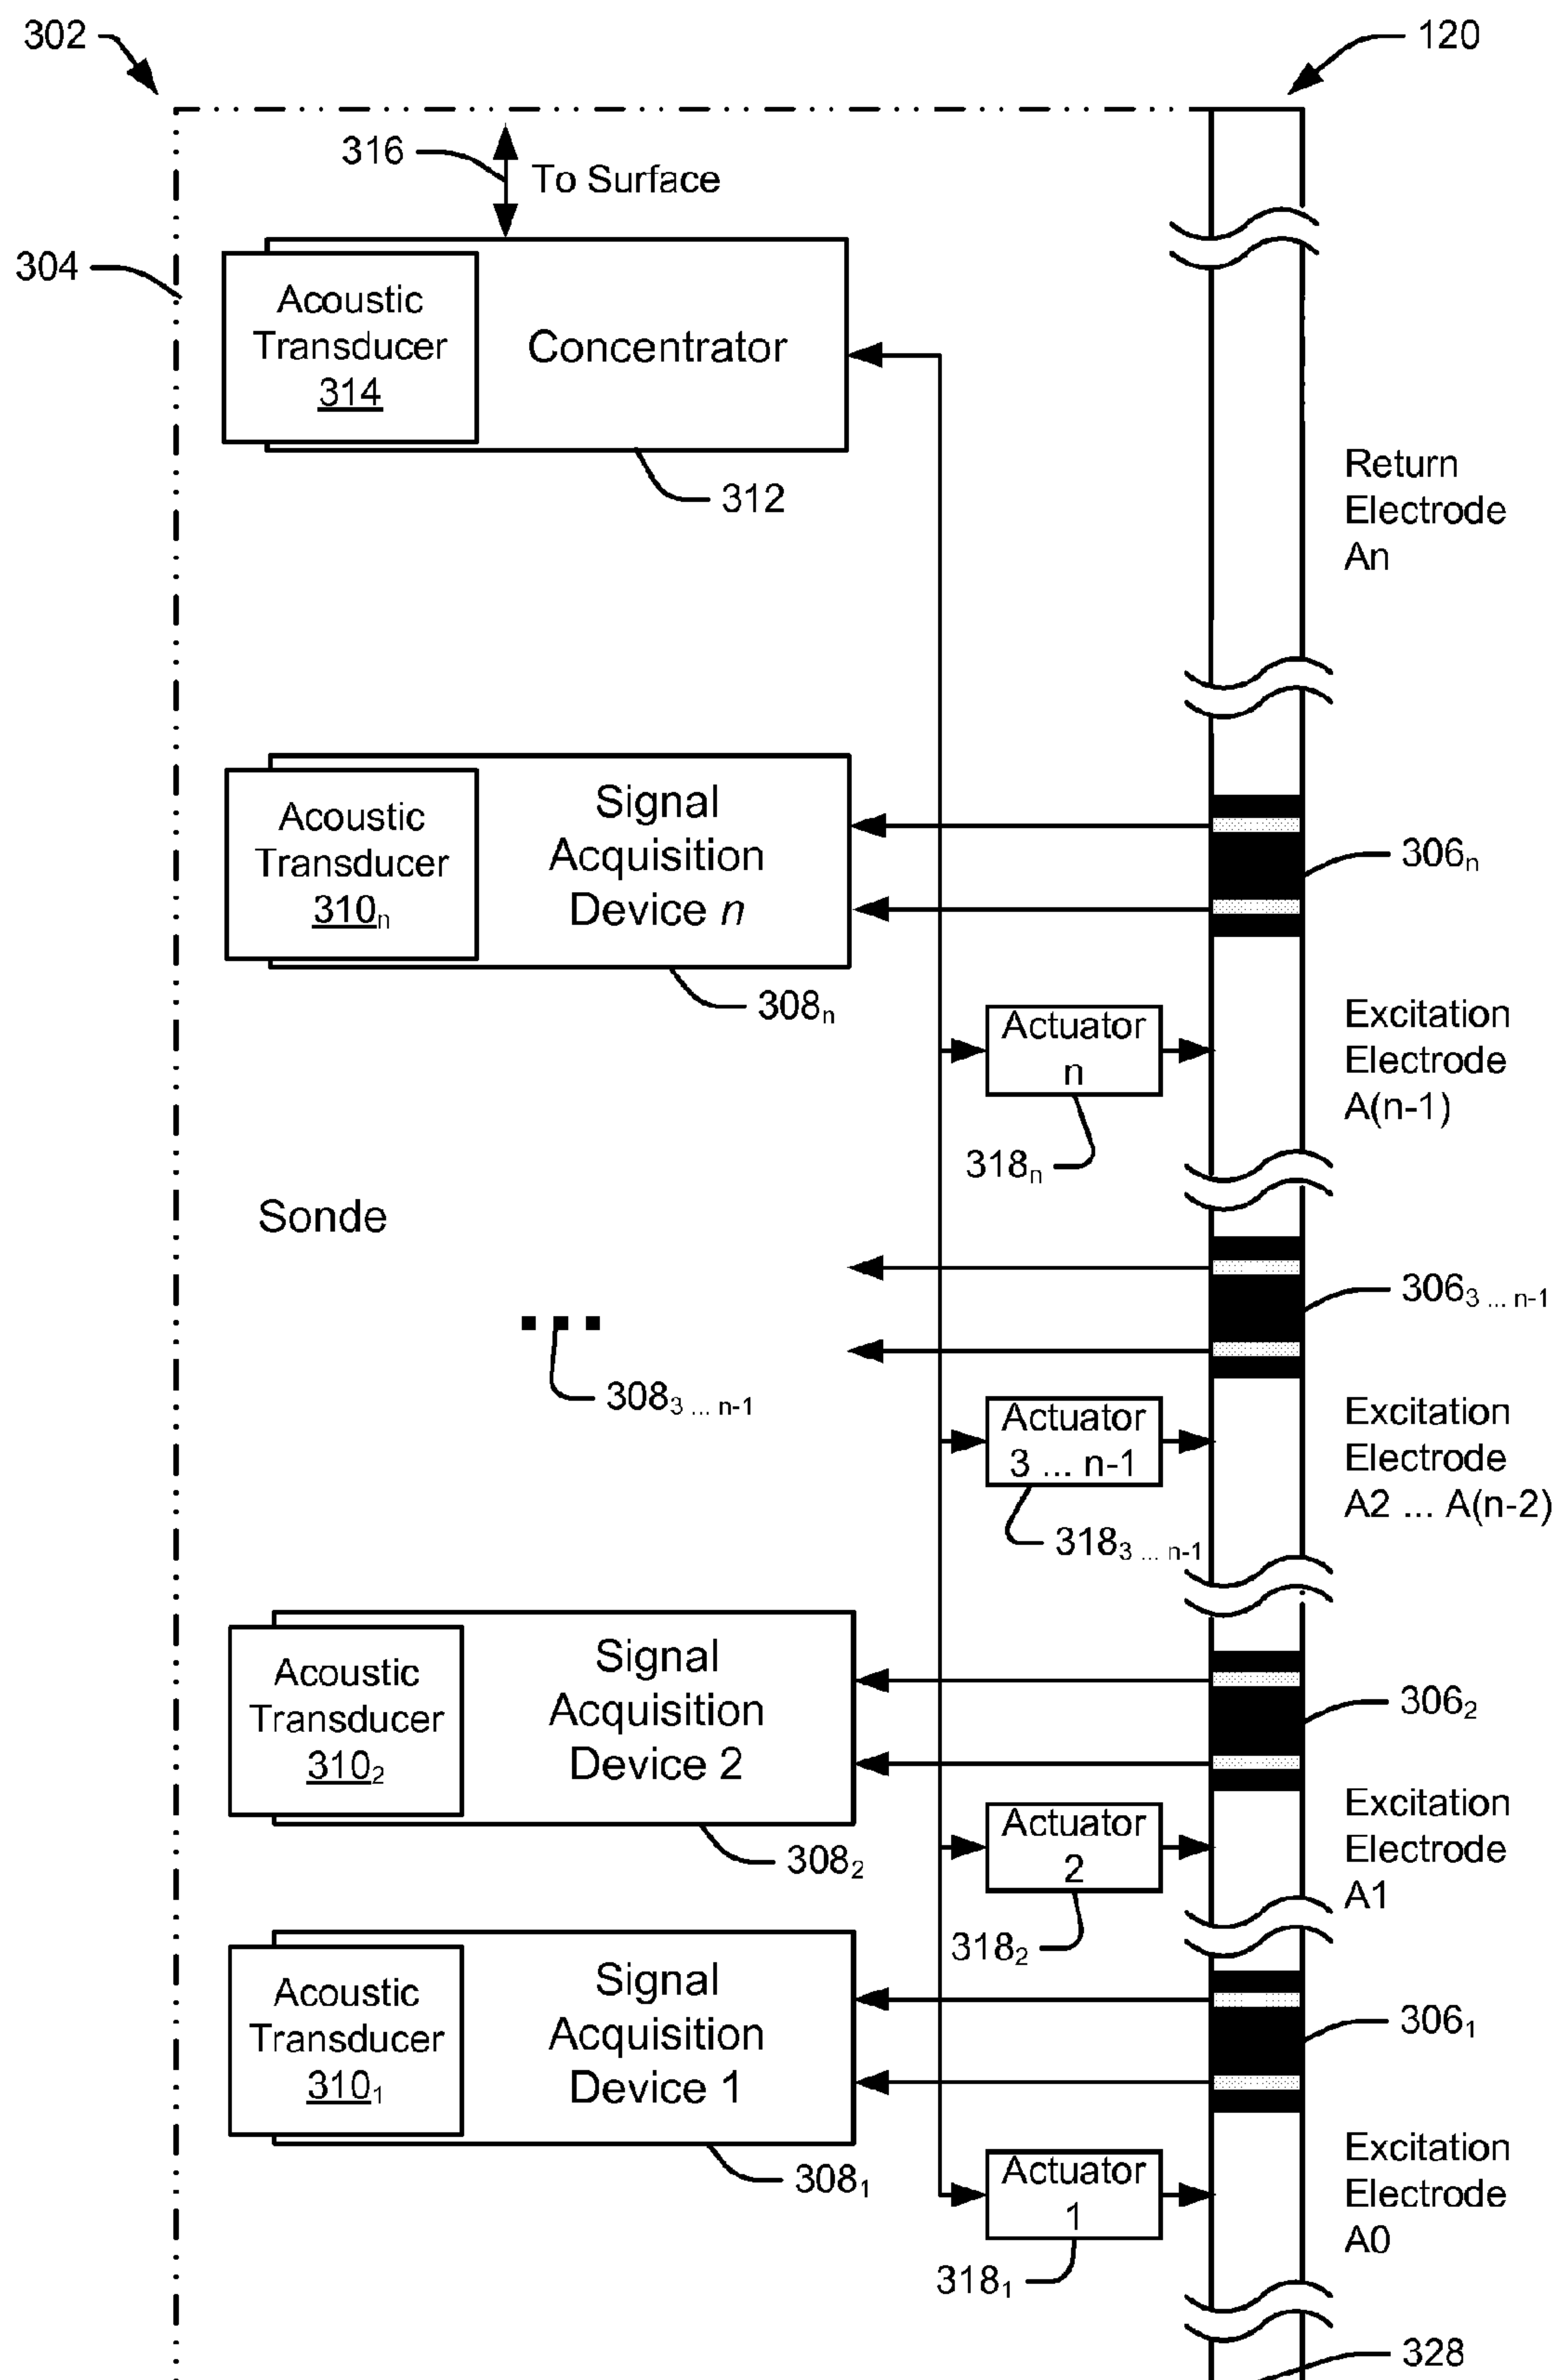 302
120
316
To Surface
304
Acoustic
Transducer
314
Concentrator
312
Return
Electrode
An
Acoustic
Transducer
310n
Signal
Acquisition
Device n
306n
308n
Actuator
n
Excitation
Electrode
A(n-1)
318n
Sonde
3063 ... n-1
3083 ... n-1
Actuator
3 ... n-1
Excitation
Electrode
A2 ... A(n-2)
3183 ... n-1
Acoustic
Transducer
3102
Signal
Acquisition
Device 2
3062
3082
Actuator
2
Excitation
Electrode
A1
3182
Acoustic
Transducer
3101
Signal
Acquisition
Device 1
3061
3081
Actuator
1
Excitation
Electrode
A0
3181
328